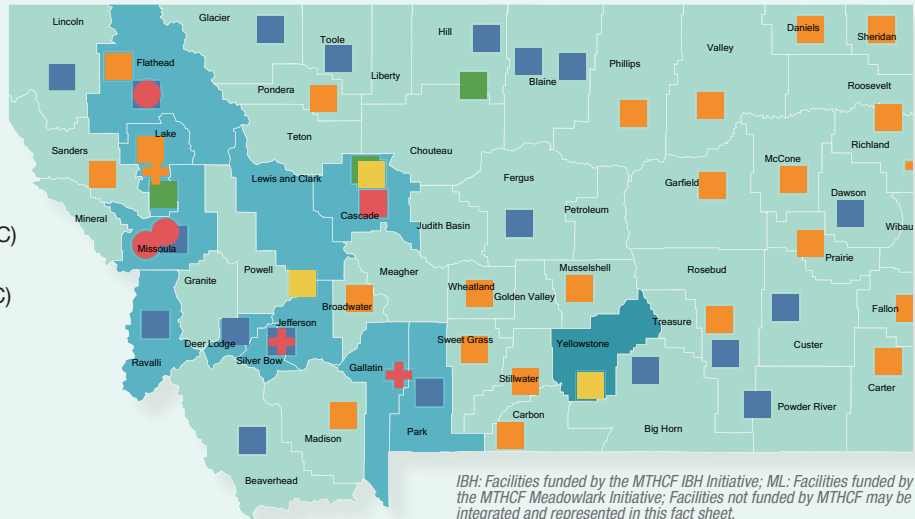 Lincoln
Glacier
Toole
Hill
Daniels
Sheridan
Flathead
Liberty
Blaine
Phillips
Valley
Pondera
Roosevelt
Teton
Chouteau
Richland
Lake
Sanders
McCone
Lewis and Clark
Fergus
Garfield
Dawson
Cascade
Petroleum
Mineral
Judith Basin
Wibau
C)
Missoula
Prairie
Powell
Meagher
Musselshell
Rosebud
Granite
C)
Wheatland
Golden Valley
Broadwater
Fallon
Jefferson
Treasure
Sweet Grass
Custer
Deer Lodge
Yellowstone
Ravalli
Silver Bow
Gallatin
Stillwater
Carter
Powder River
Carbon
Park
Big Horn
Madison
Beaverhead
IBH: Facilities funded by the MTHCF IBH Initiative; ML: Facilities funded by
the MTHCF Meadowlark Initiative; Facilities not funded by MTHCF may be
integrated and represented in this fact sheet.